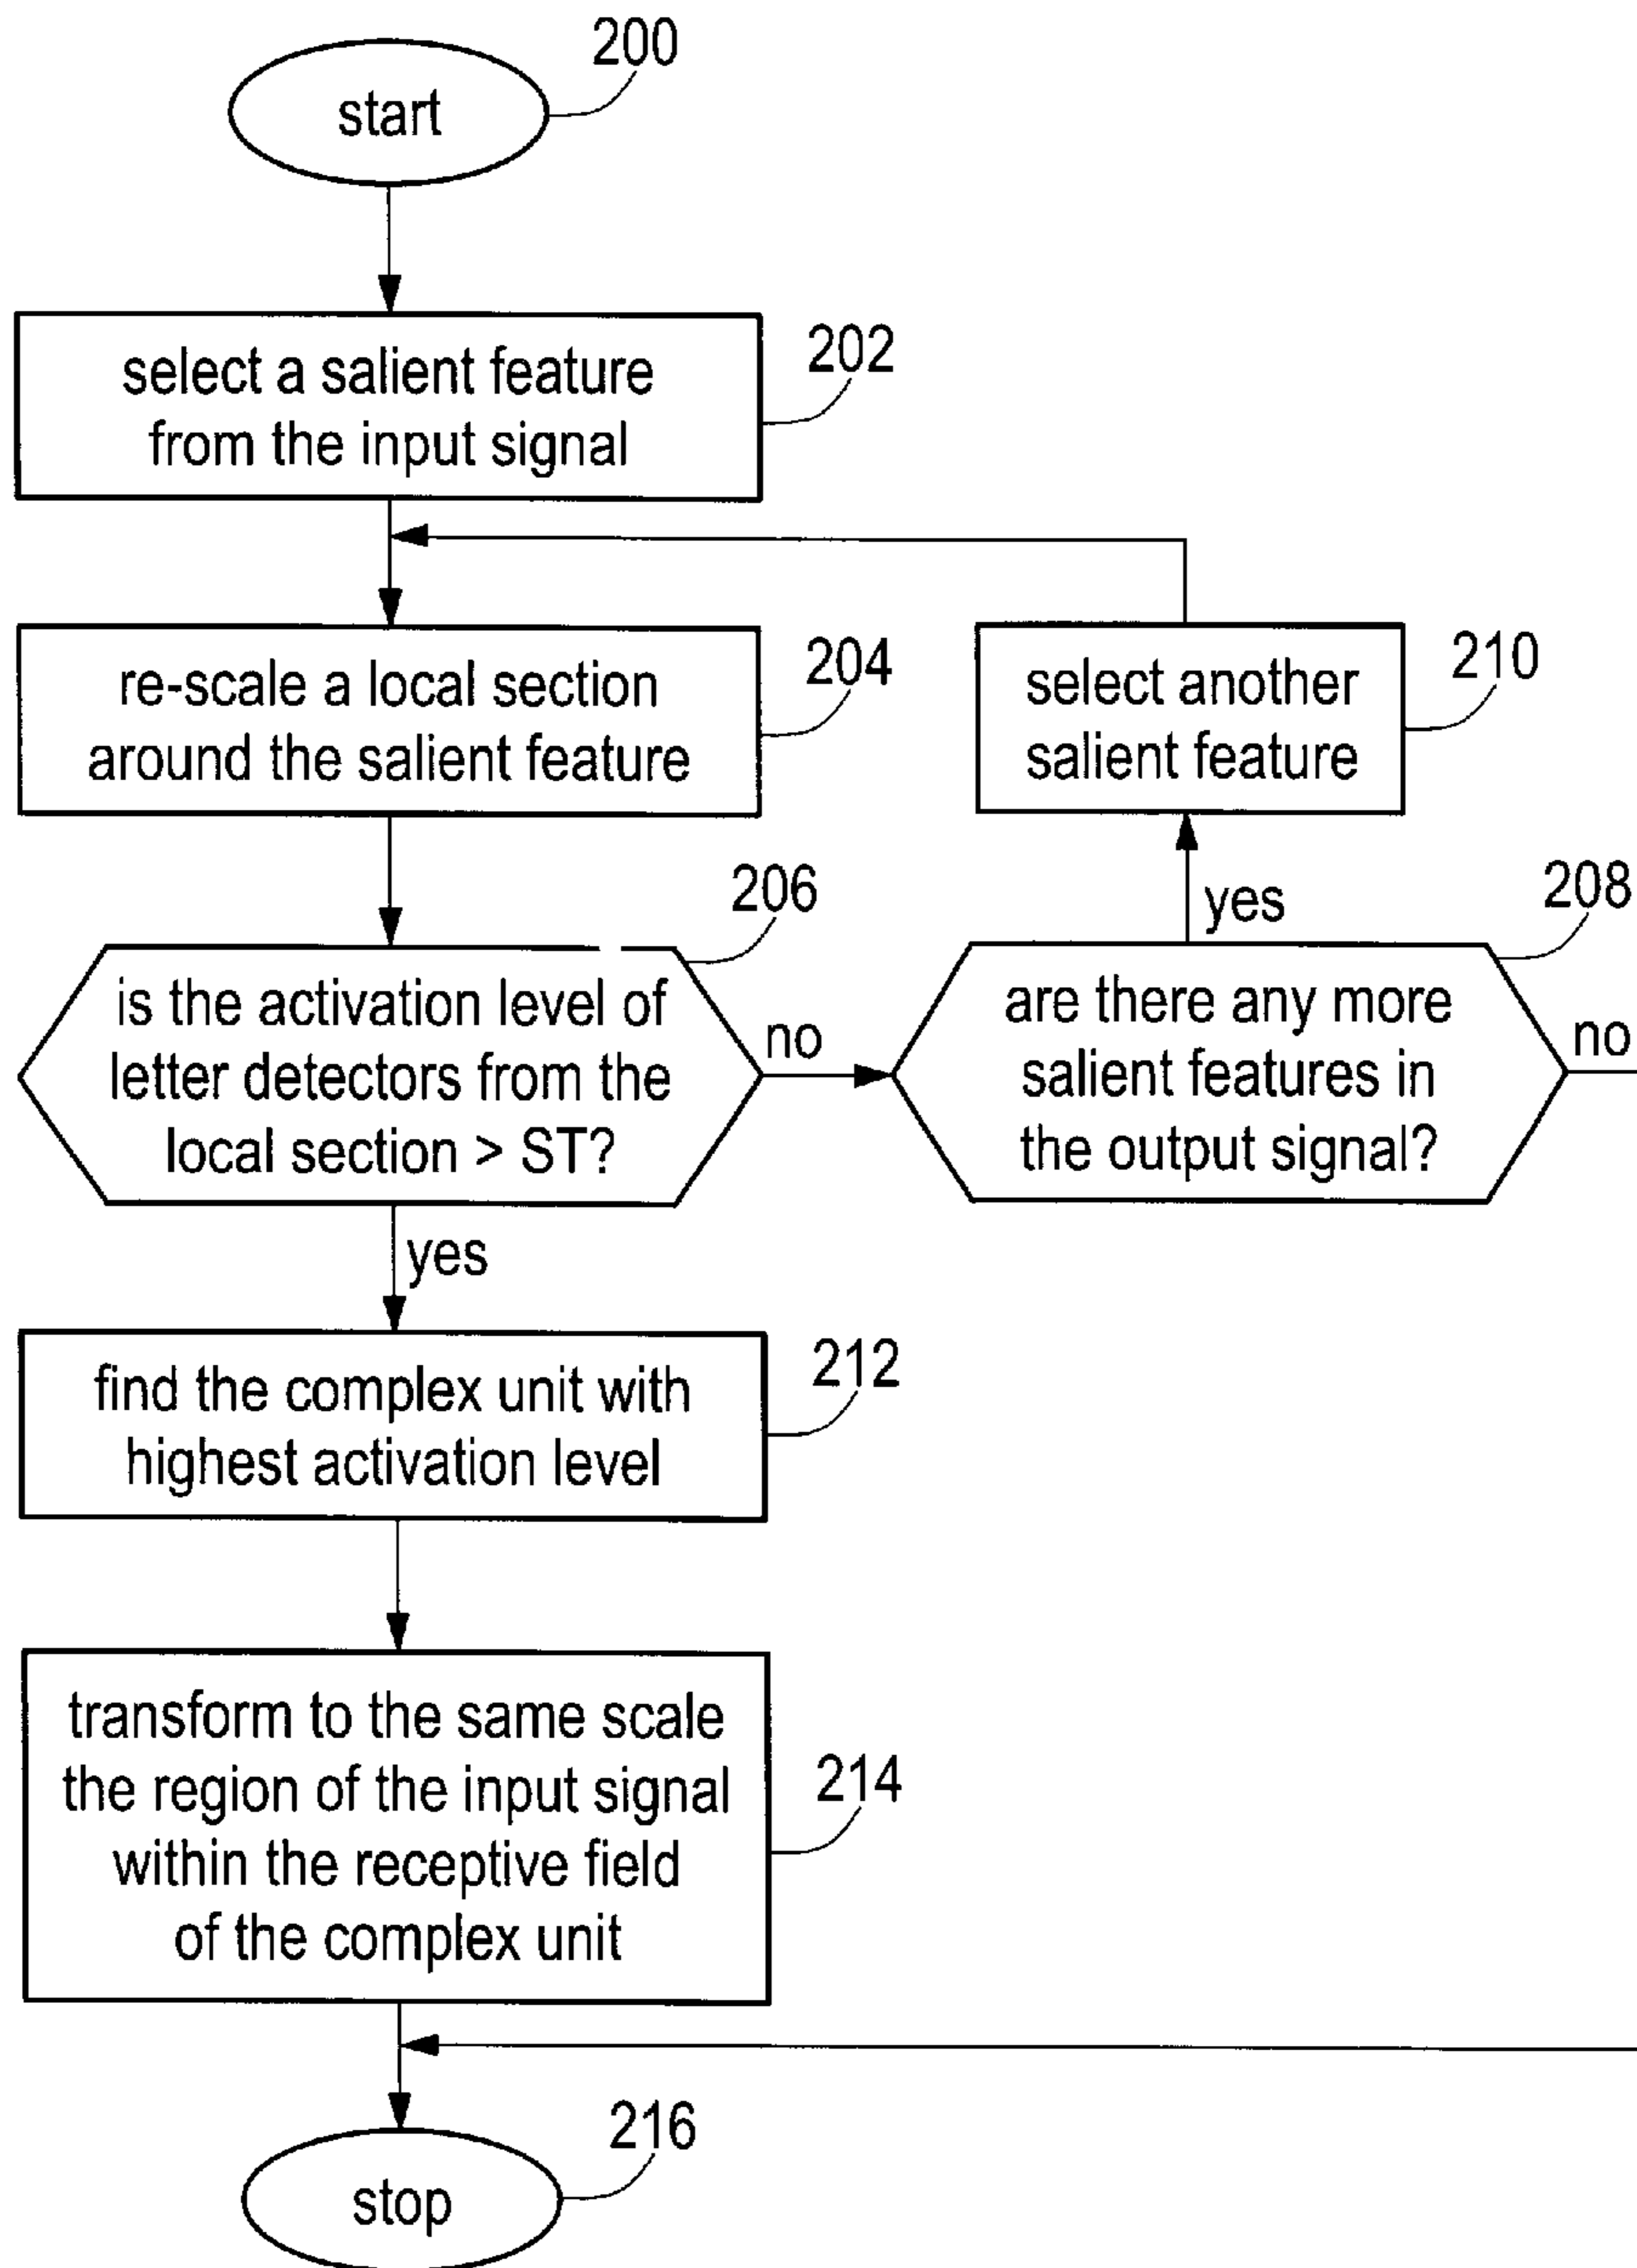 200
start
202
select a salient feature
from the input signal
204
re-scale a local section
around the salient feature
210
select another
salient feature
206
is the activation level of
letter detectors from the
local section > ST?
no
yes
208
are there any more
salient features in
the output signal?
no
yes
212
find the complex unit with
highest activation level
214
transform to the same scale
the region of the input signal
within the receptive field
of the complex unit
216
stop